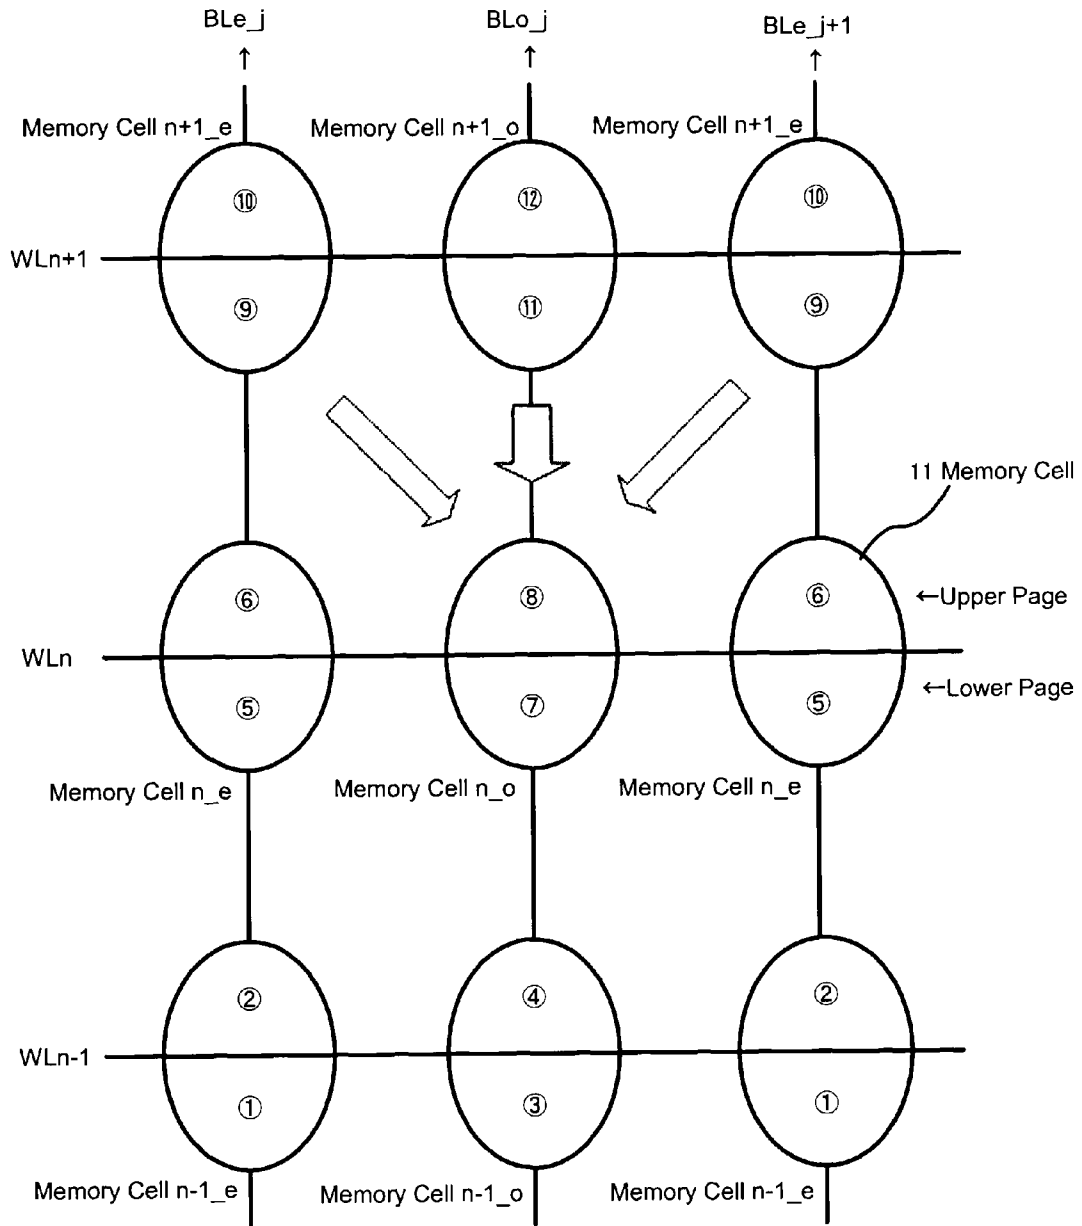 BLe_j BLo_j BLe_j+1
↑ ↑ ↑
Memory Cell n+1_e Memory Cell n+1_o Memory Cell n+1_e
⑩ ⑫ ⑩
WLn+1
⑨ ⑪ ⑨
11 Memory Cell
⑥ ⑧ ⑥ ←Upper Page
WLn
⑤ ⑦ ⑤ ←Lower Page
Memory Cell n_e Memory Cell n_o Memory Cell n_e
② ④ ②
WLn-1
① ③ ①
Memory Cell n-1_e Memory Cell n-1_o Memory Cell n-1_e